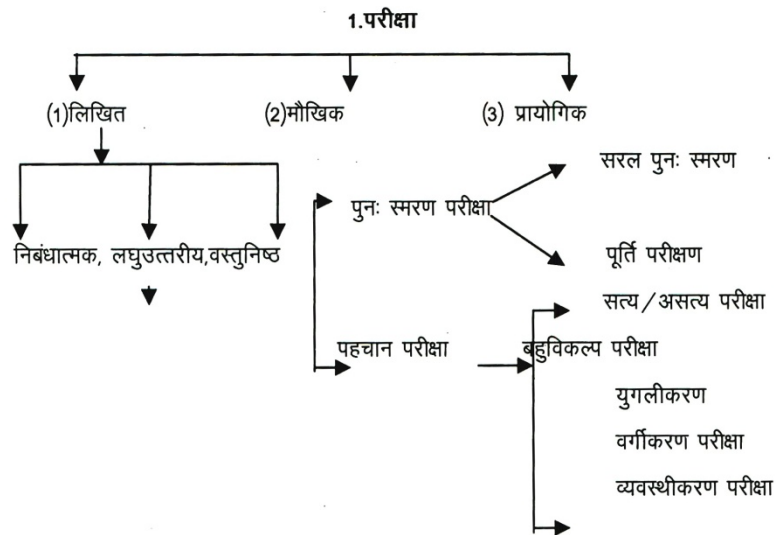 1.परीक्षा
(1)लिखित (2)मौखिक (3) प्रायोगिक
सरल पुनः स्मरण
पुनः स्मरण परीक्षा
निबंधात्मक, लघुउत्तरीय,वस्तुनिष्ठ
पूर्ति परीक्षण
सत्य/असत्य परीक्षा
पहचान परीक्षा
बहुविकल्प परीक्षा
युगलीकरण
वर्गीकरण परीक्षा
व्यवस्थीकरण परीक्षा